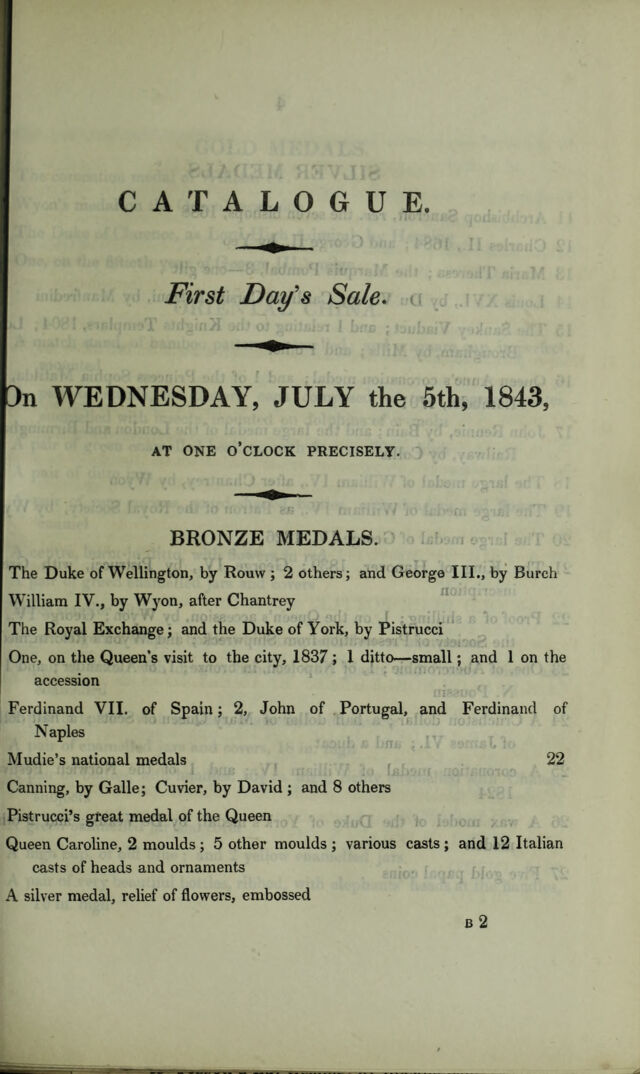 CATALOGUE.
First Day's Sale.
On WEDNESDAY, JULY the 5th, 1843,
AT ONE O'CLOCK PRECISELY.
BRONZE MEDALS.
The Duke of Wellington, by Rouw; 2 others; and George III., by Burch
William IV., by Wyon, after Chantrey
The Royal Exchange; and the Duke of York, by Pistrucci
One, on the Queen's visit to the city, 1837; 1 ditto—small; and 1 on the
accession
Ferdinand VII. of Spain; 2, John of Portugal, and Ferdinand of
Naples
Mudie's national medals 22
Canning, by Galle; Cuvier, by David; and 8 others
Pistrucci's great medal of the Queen
Queen Caroline, 2 moulds; 5 other moulds; various casts; and 12 Italian
casts of heads and ornaments
A silver medal, relief of flowers, embossed
B 2